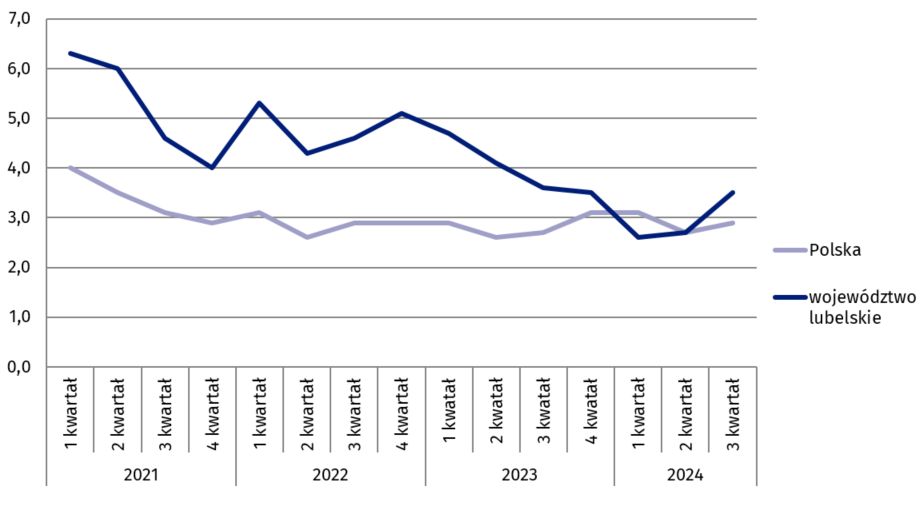 7,0
6,0
5,0
4,0
3,0
2,0
1,0
0,0
1 kwartał
2 kwartał
3 kwartał
4 kwartał
1 kwartał
2 kwartał
3 kwartał
4 kwartał
1 kwatał
2 kwatał
3 kwatał
4 kwatał
1 kwartał
2 kwartał
3 kwartał
2021
2022
2023
2024
Polska
województwo
lubelskie